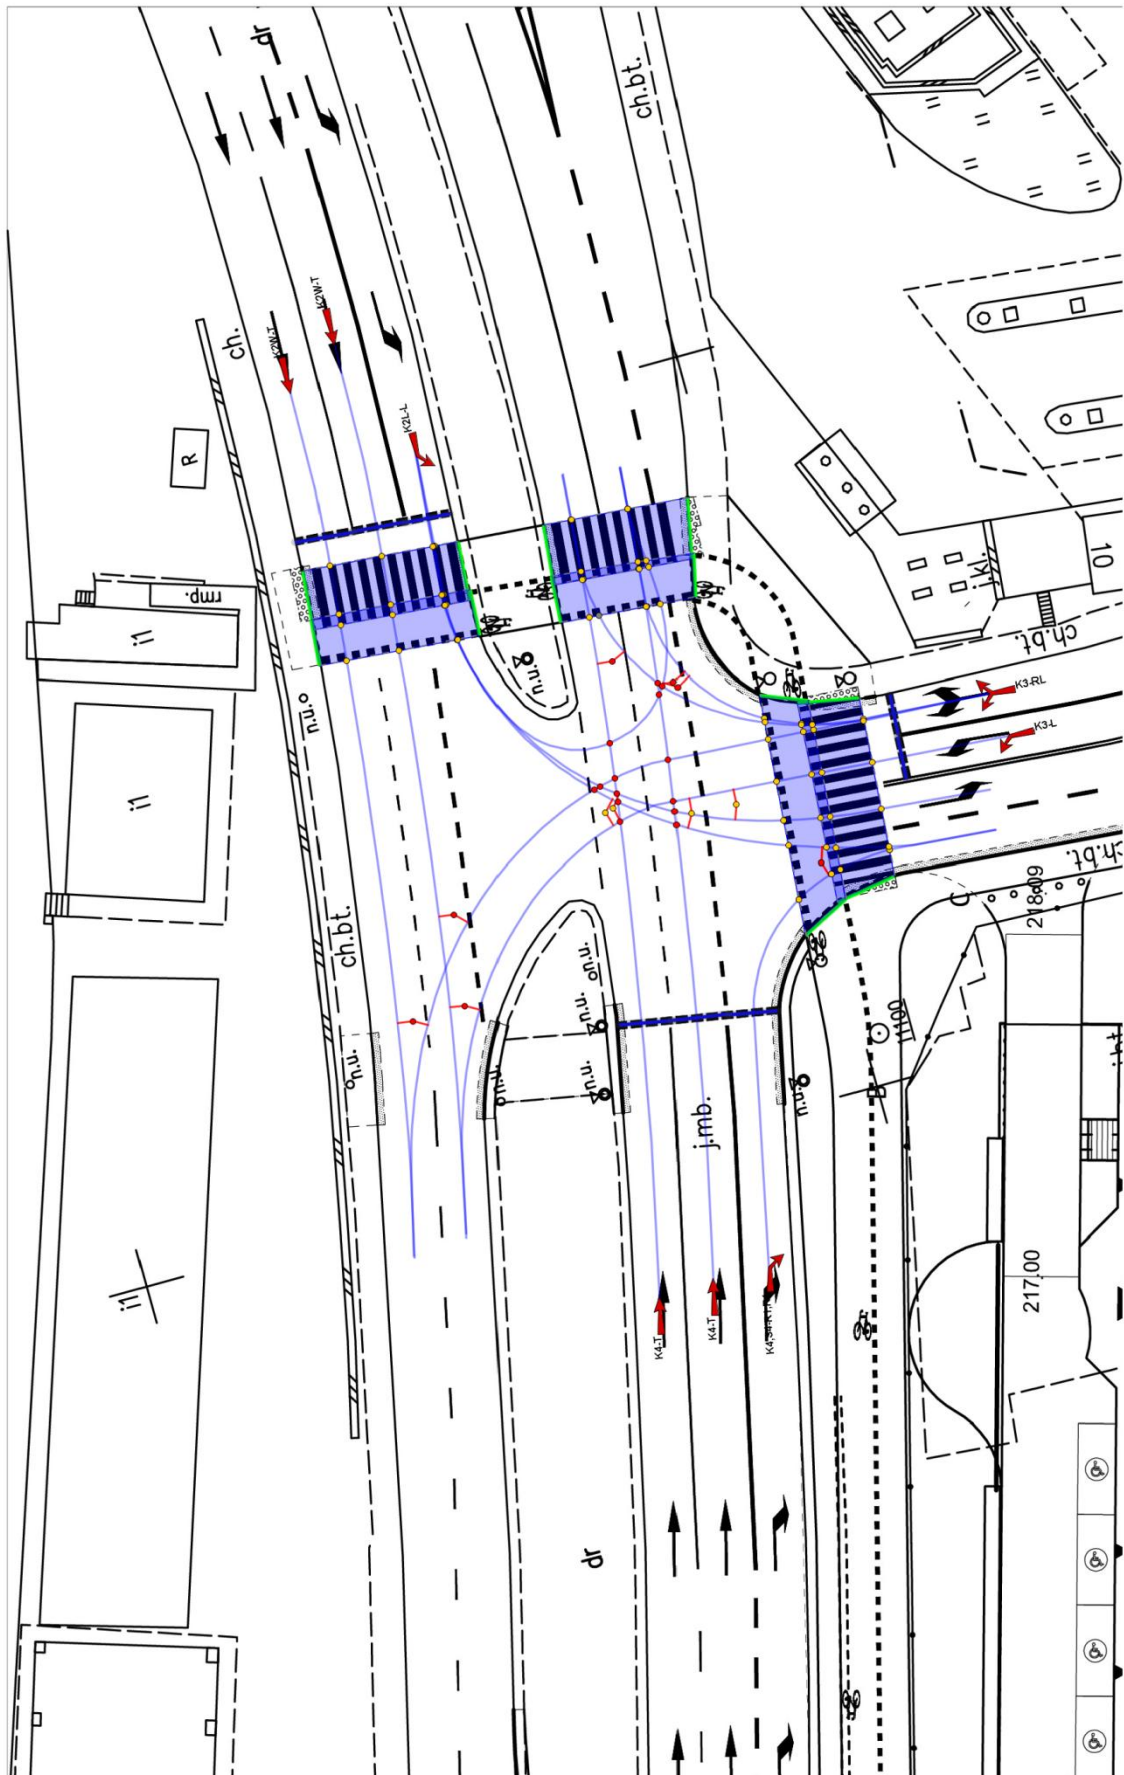 dr
ch.bt.
K2W-T
K2W-T
ch.
K2L-L
R
j.K.
10
rmp.
i1
n.u.
n.u.
ch.bt.
K3-RL
K3-L
i1
ch.bt.
ch.bt.
218.09
C
n.u.
n.u.
n.u.
1100
n.u.
n.u.
n.u.
n.u.
B
j.mb.
i1
217.00
K4-T
K4-T
dr